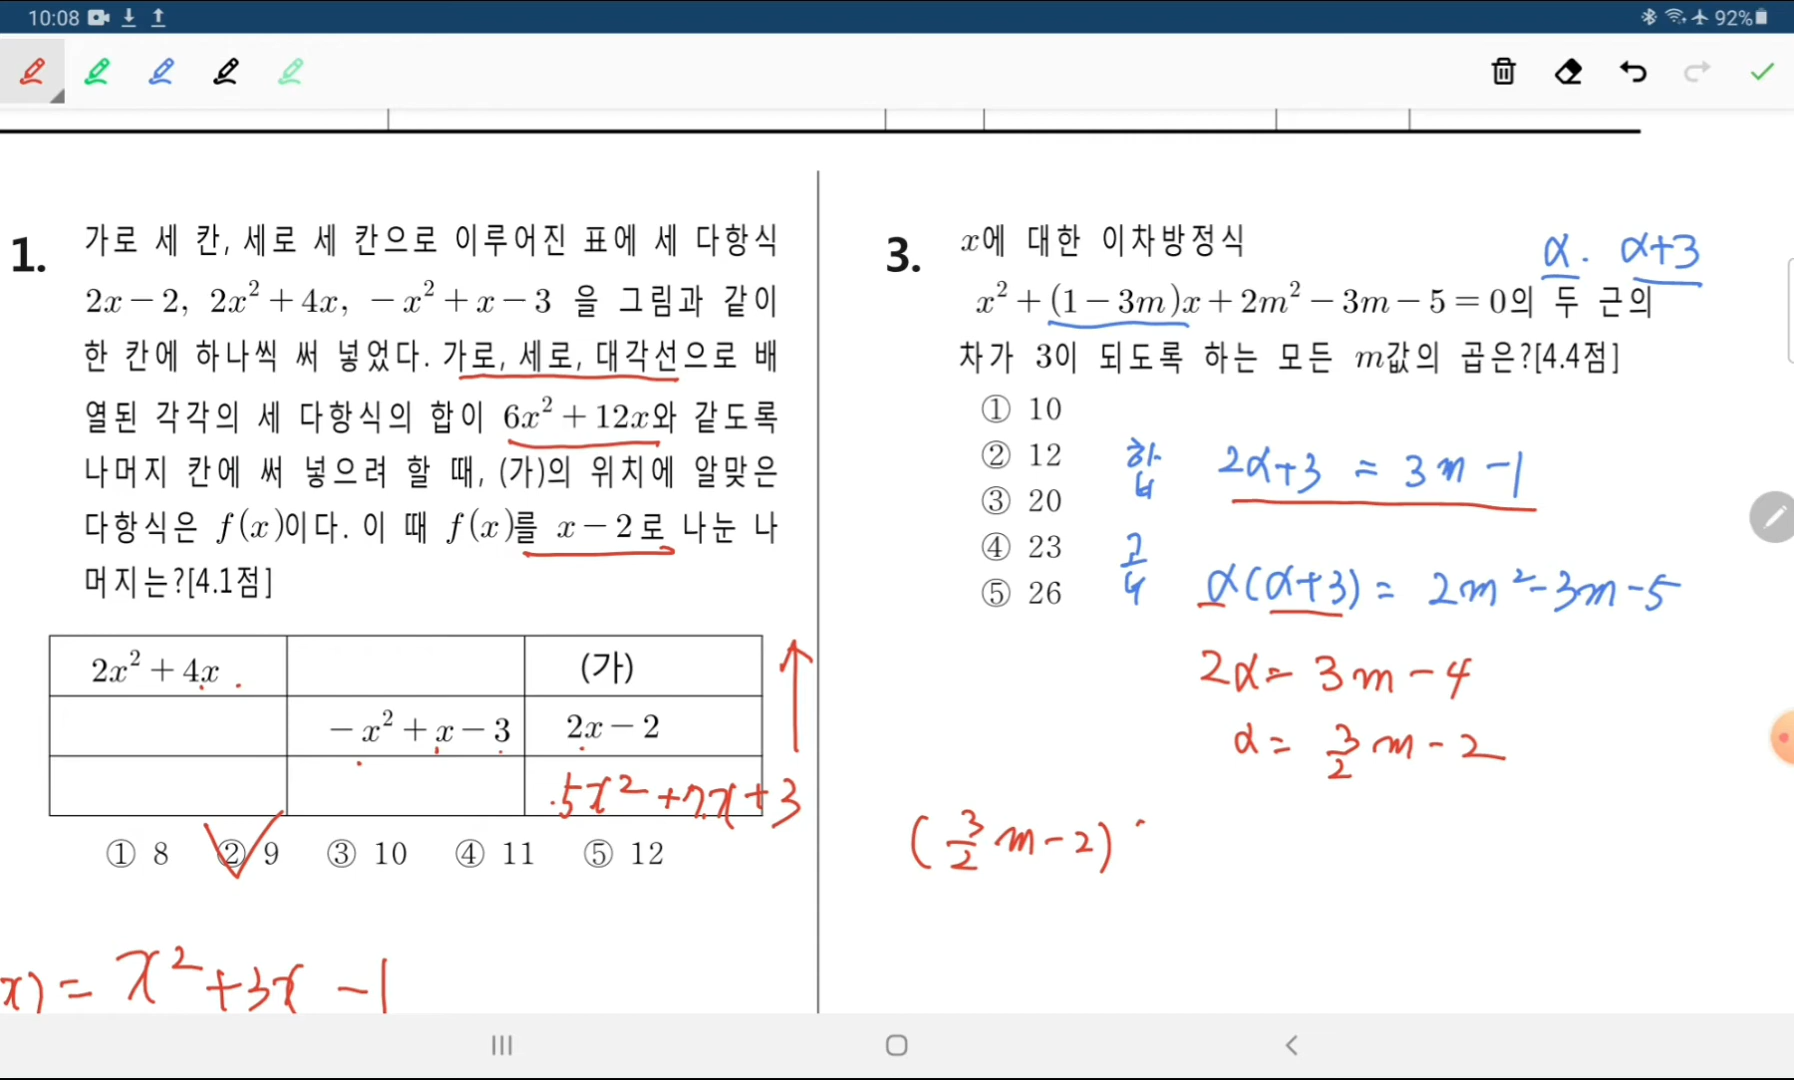 10:08
92%
1.
가로 세 칸, 세로 세 칸으로 이루어진 표에 세 다항식
2x − 2, 2x² + 4x, −x² + x − 3 을 그림과 같이
한 칸에 하나씩 써 넣었다. 가로, 세로, 대각선으로 배
열된 각각의 세 다항식의 합이 6x² + 12x와 같도록
나머지 칸에 써 넣으려 할 때, (가)의 위치에 알맞은
다항식은 f(x)이다. 이 때 f(x)를 x − 2로 나눈 나
머지는?[4.1점]
2x² + 4x (가)
−x² + x − 3 2x − 2
5x² + 7x + 3
① 8 ② 9 ③ 10 ④ 11 ⑤ 12
x) = x² + 3x − 1
3.
x에 대한 이차방정식
α. α+3
x² + (1 − 3m)x + 2m² − 3m − 5 = 0의 두 근의
차가 3이 되도록 하는 모든 m값의 곱은?[4.4점]
① 10
② 12
③ 20
④ 23
⑤ 26
합 2α+3 = 3m − 1
곱 α(α+3) = 2m² − 3m − 5
2α = 3m − 4
α = 3/2 m − 2
(3/2 m − 2)